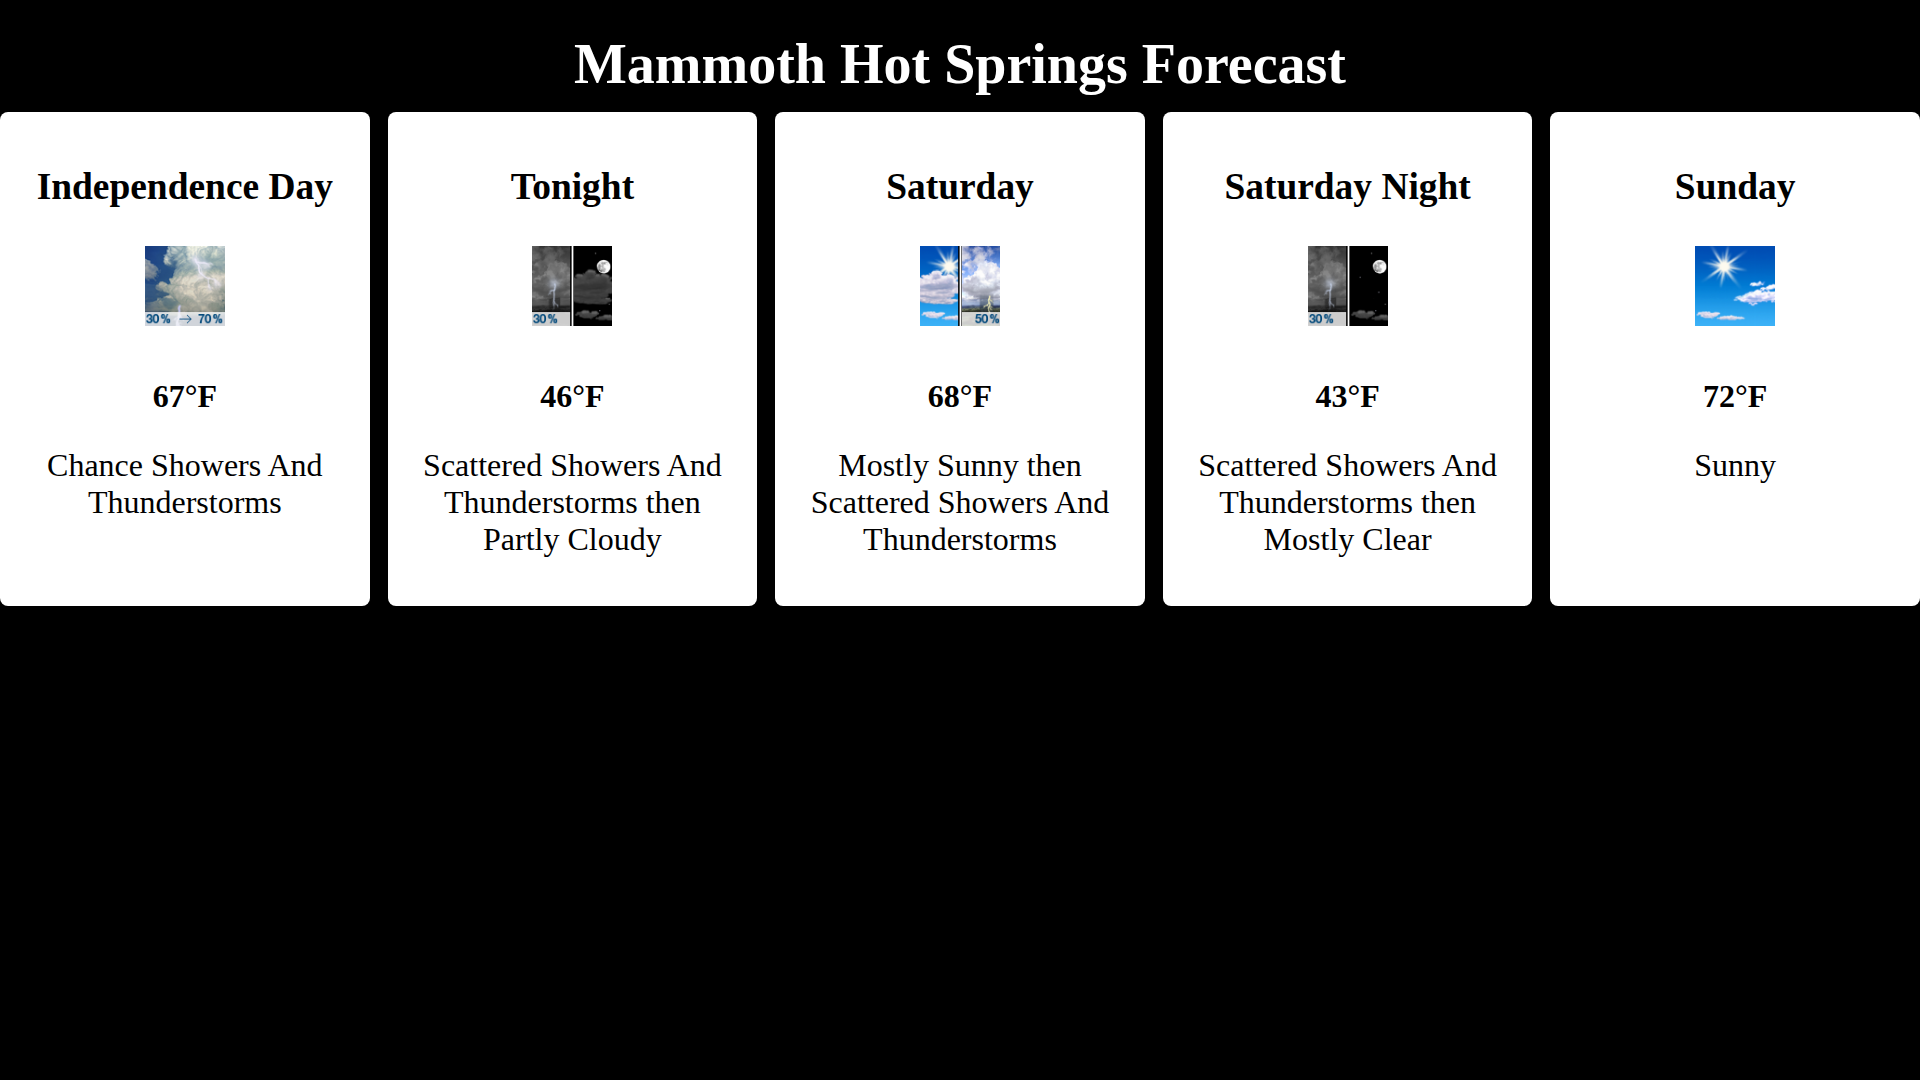 Mammoth Hot Springs Forecast
Independence Day
30% → 70%
67°F
Chance Showers And
Thunderstorms
Tonight
30%
46°F
Scattered Showers And
Thunderstorms then
Partly Cloudy
Saturday
50%
68°F
Mostly Sunny then
Scattered Showers And
Thunderstorms
Saturday Night
30%
43°F
Scattered Showers And
Thunderstorms then
Mostly Clear
Sunday
72°F
Sunny